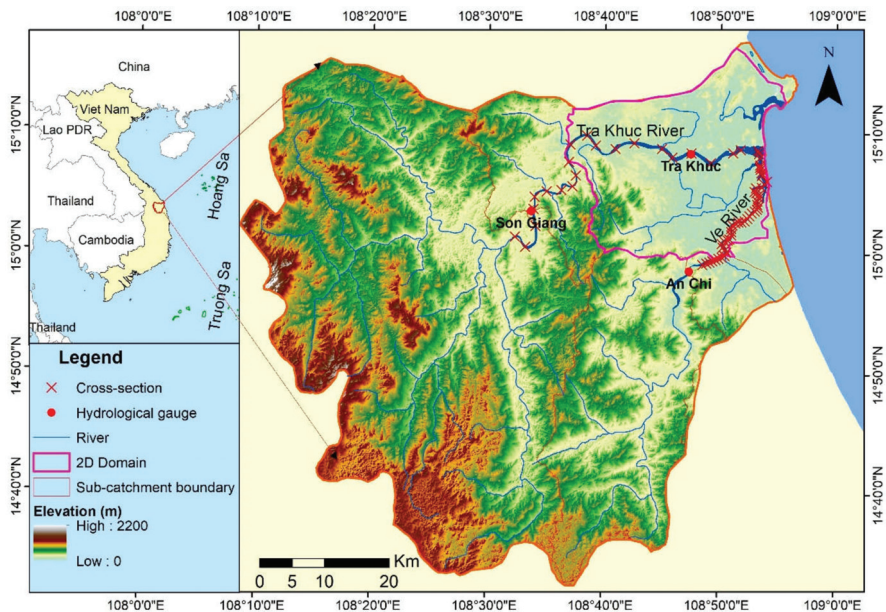 108°0'0"E
108°10'0"E
108°20'0"E
108°30'0"E
108°40'0"E
108°50'0"E
109°0'0"E
China
Viet Nam
Lao PDR
Thailand
Cambodia
Thailand
Hoang Sa
Truong Sa
15°10'0"N
15°0'0"N
14°50'0"N
14°40'0"N
N
Tra Khuc River
Tra Khuc
Son Giang
Ve River
An Chi
15°10'0"N
15°0'0"N
14°50'0"N
14°40'0"N
Legend
Cross-section
Hydrological gauge
River
2D Domain
Sub-catchment boundary
Elevation (m)
High : 2200
Low : 0
Km
0 5 10 20
108°0'0"E
108°10'0"E
108°20'0"E
108°30'0"E
108°40'0"E
108°50'0"E
109°0'0"E